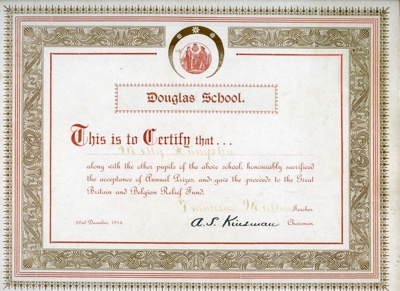 Douglas School.
This is to Certify that...
along with the other pupils of the above school, honourably sacrificed
the acceptance of Annual Prizes, and gave the proceeds to the Great
Britain and Belgian Relief Fund.
Teacher.
22nd December 1914. A.S. Kinsman Chairman.